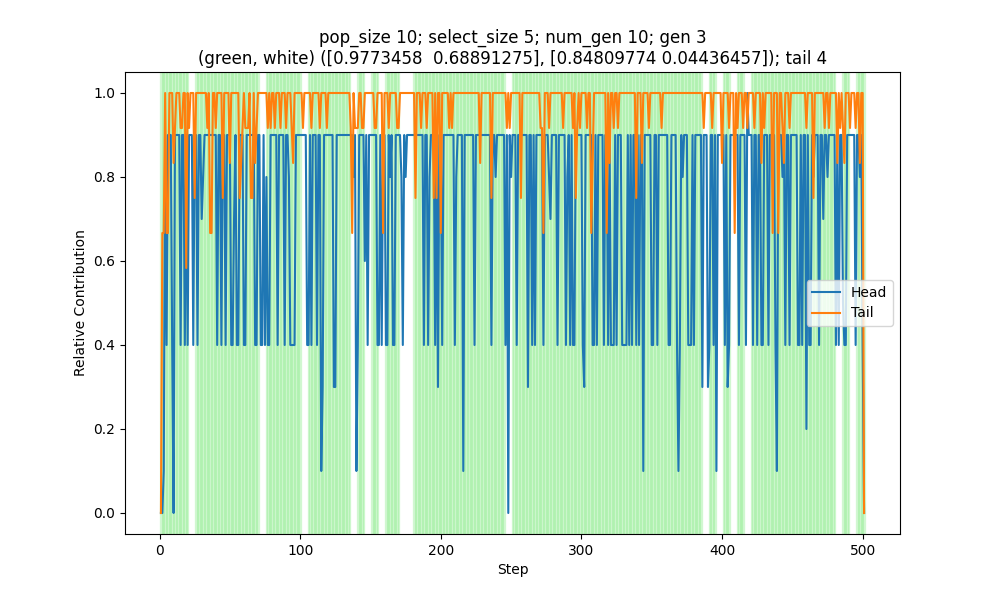 pop_size 10; select_size 5; num_gen 10; gen 3
(green, white) ([0.9773458  0.68891275], [0.84809774 0.04436457]); tail 4
Relative Contribution
1.0
0.8
0.6
0.4
0.2
0.0
Head
Tail
0
100
200
300
400
500
Step